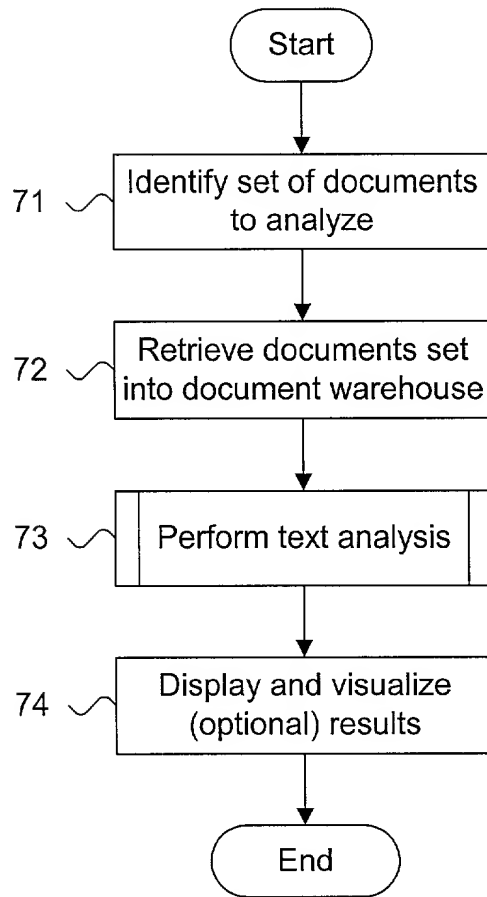 Start
71
Identify set of documents
to analyze
72
Retrieve documents set
into document warehouse
73
Perform text analysis
74
Display and visualize
(optional) results
End